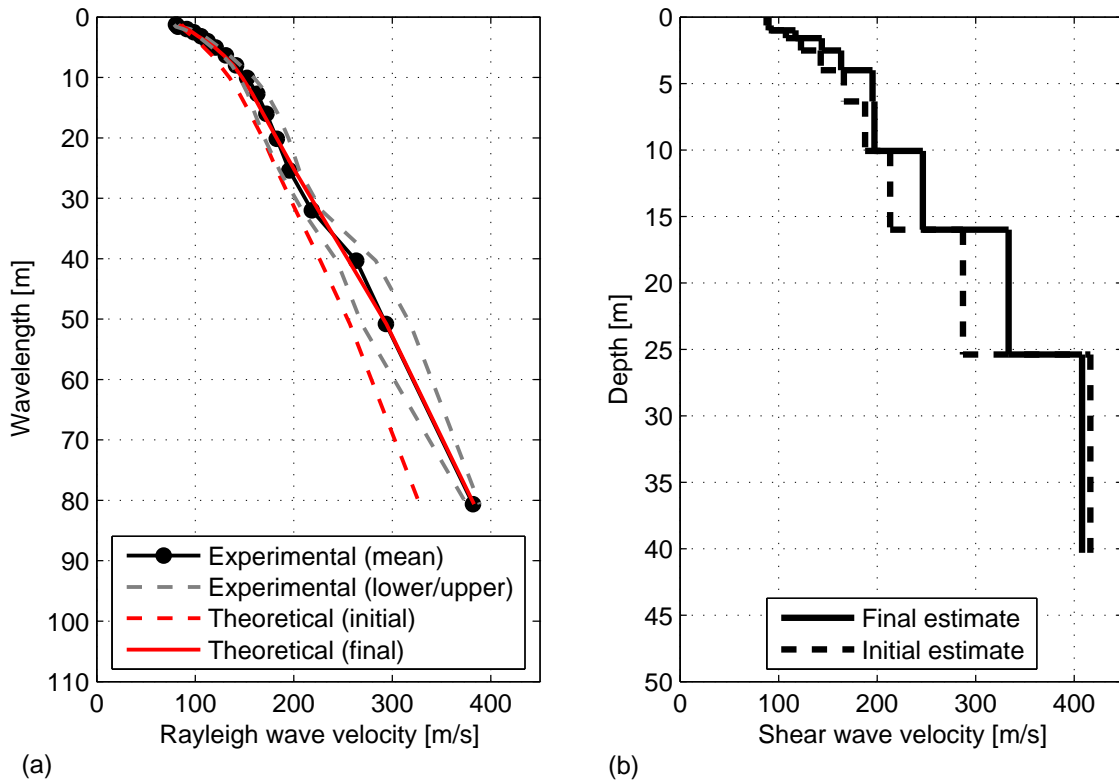 0
10
20
30
40
50
60
70
80
90
100
110
Wavelength [m]
Experimental (mean)
Experimental (lower/upper)
Theoretical (initial)
Theoretical (final)
0 100 200 300 400
Rayleigh wave velocity [m/s]
(a)
0
5
10
15
20
25
30
35
40
45
50
Depth [m]
Final estimate
Initial estimate
0 100 200 300 400
Shear wave velocity [m/s]
(b)